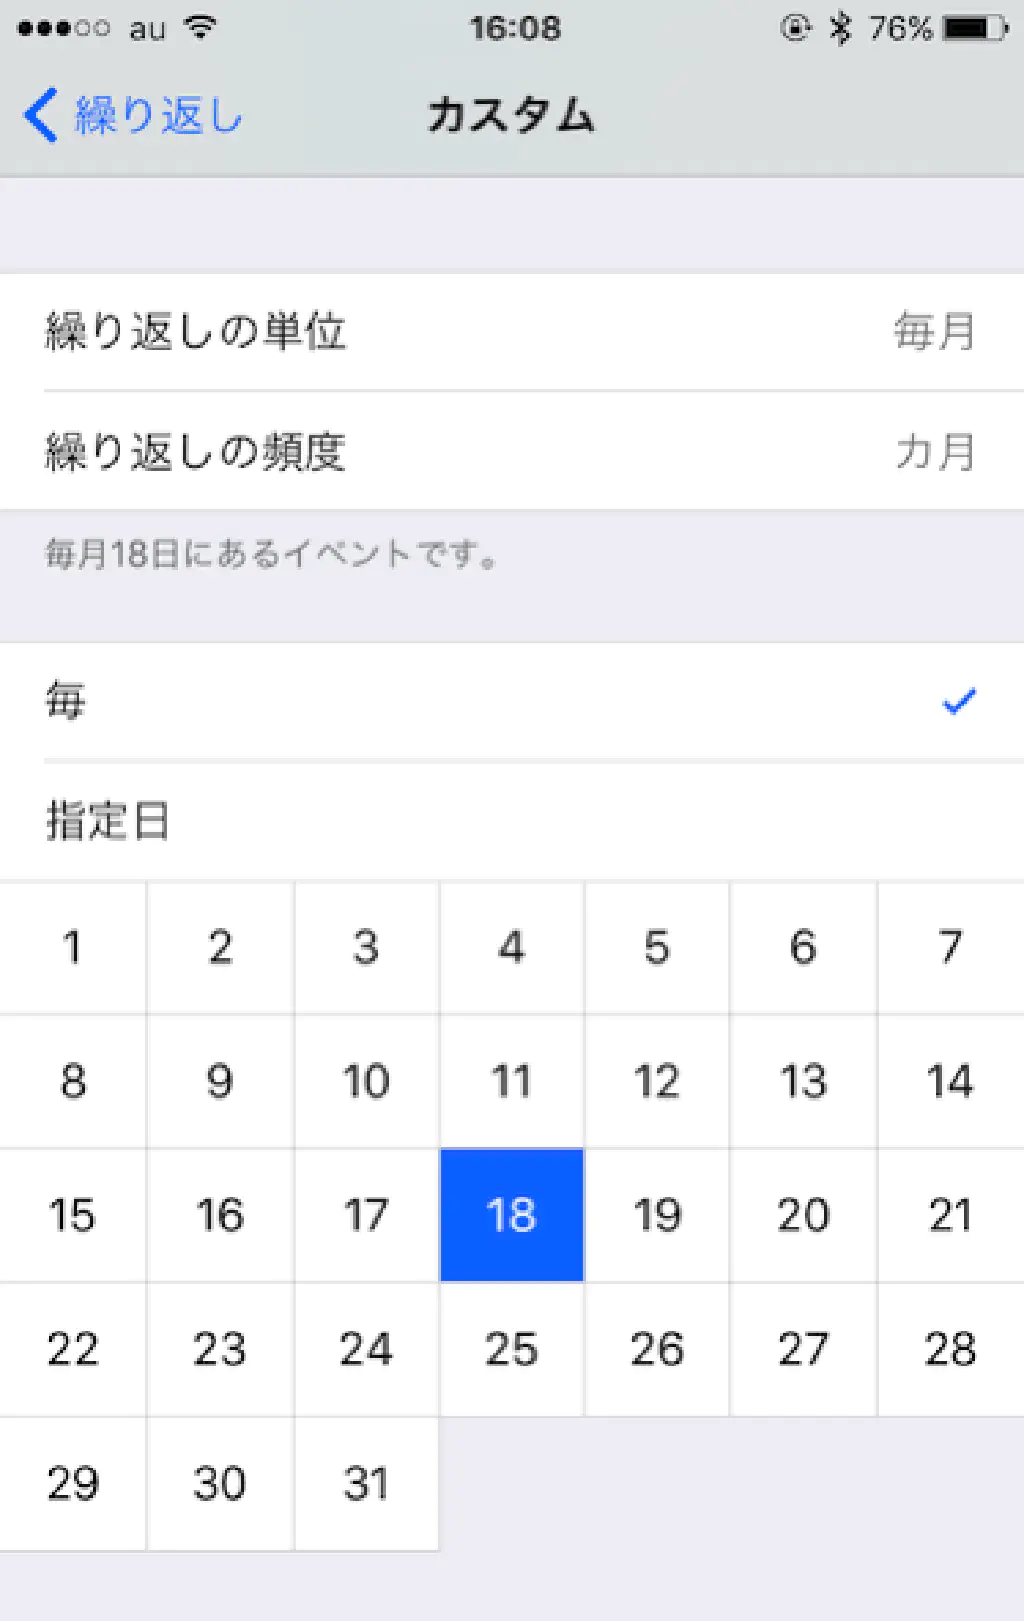 au 16:08 76%
繰り返し カスタム
繰り返しの単位 毎月
繰り返しの頻度 カ月
毎月18日にあるイベントです。
毎 ✓
指定日
1 2 3 4 5 6 7
8 9 10 11 12 13 14
15 16 17 18 19 20 21
22 23 24 25 26 27 28
29 30 31